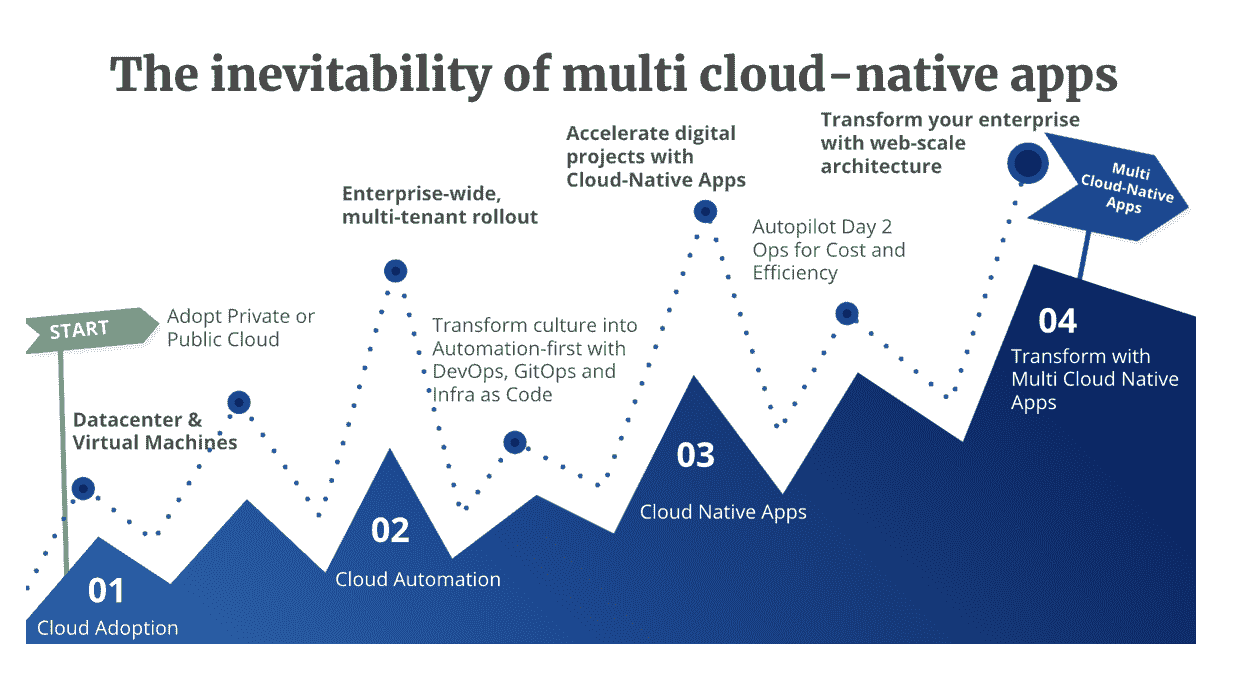 The inevitability of multi cloud-native apps
START
Adopt Private or
Public Cloud
Datacenter &
Virtual Machines
01
Cloud Adoption
Enterprise-wide,
multi-tenant rollout
Transform culture into
Automation-first with
DevOps, GitOps and
Infra as Code
02
Cloud Automation
Accelerate digital
projects with
Cloud-Native Apps
Autopilot Day 2
Ops for Cost and
Efficiency
03
Cloud Native Apps
Transform your enterprise
with web-scale
architecture
Multi
Cloud-Native
Apps
04
Transform with
Multi Cloud Native
Apps